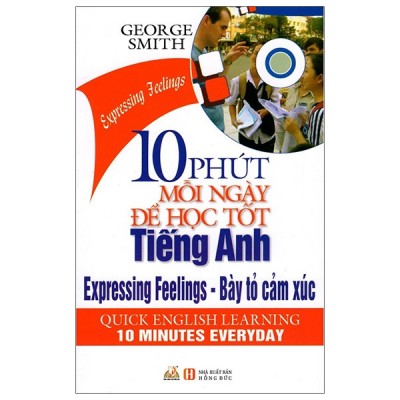 GEORGE
SMITH
Expressing Feelings
10 PHÚT
MỖI NGÀY
ĐỂ HỌC TỐT
Tiếng Anh
Expressing Feelings - Bày tỏ cảm xúc
QUICK ENGLISH LEARNING
10 MINUTES EVERYDAY
NHÀ XUẤT BẢN
HỒNG ĐỨC